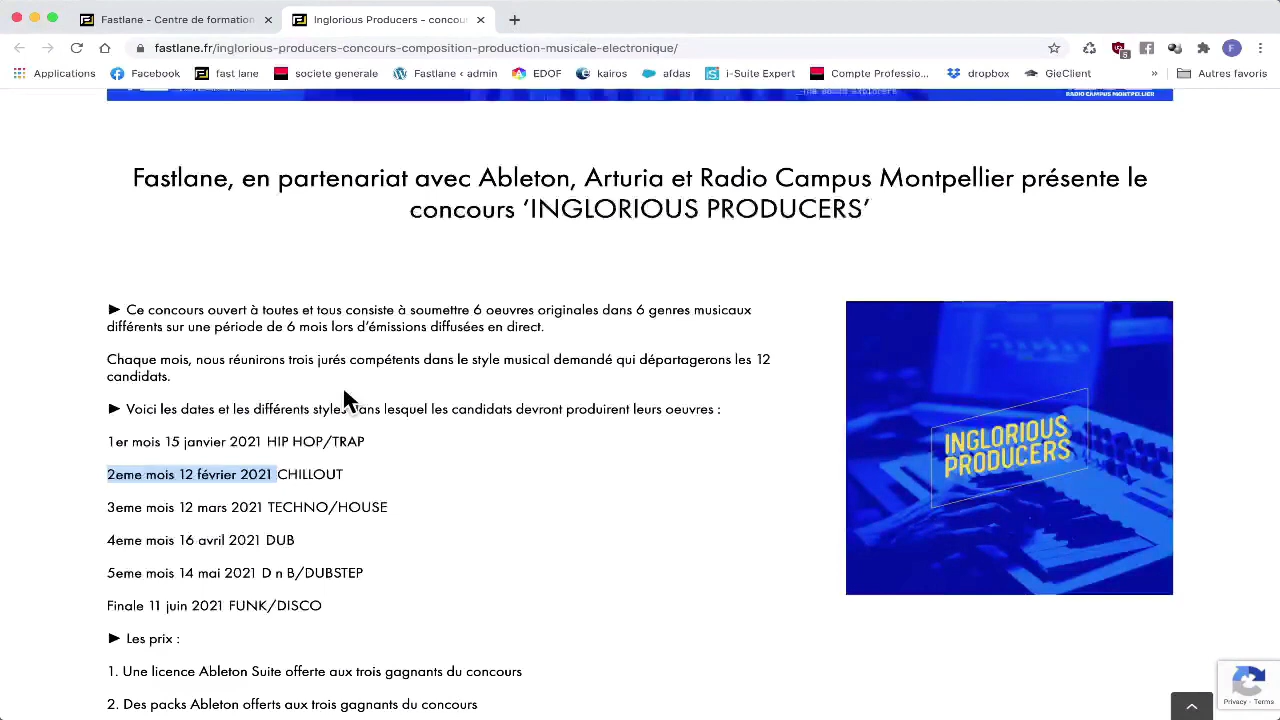 Fastlane - Centre de formation
Inglorious Producers - concou
fastlane.fr/inglorious-producers-concours-composition-production-musicale-electronique/
5
F
Applications
Facebook
fast lane
societe generale
Fastlane · admin
EDOF
kairos
afdas
i-Suite Expert
Compte Professio...
dropbox
GieClient
»
Autres favoris
RADIO CAMPUS MONTPELLIER
Fastlane, en partenariat avec Ableton, Arturia et Radio Campus Montpellier présente le
concours ‘INGLORIOUS PRODUCERS’
► Ce concours ouvert à toutes et tous consiste à soumettre 6 oeuvres originales dans 6 genres musicaux
différents sur une période de 6 mois lors d’émissions diffusées en direct.
Chaque mois, nous réunirons trois jurés compétents dans le style musical demandé qui départagerons les 12
candidats.
► Voici les dates et les différents styles dans lesquel les candidats devront produirent leurs oeuvres :
1er mois 15 janvier 2021 HIP HOP/TRAP
2eme mois 12 février 2021 CHILLOUT
3eme mois 12 mars 2021 TECHNO/HOUSE
4eme mois 16 avril 2021 DUB
5eme mois 14 mai 2021 D n B/DUBSTEP
Finale 11 juin 2021 FUNK/DISCO
► Les prix :
1. Une licence Ableton Suite offerte aux trois gagnants du concours
2. Des packs Ableton offerts aux trois gagnants du concours
INGLORIOUS
PRODUCERS
Privacy - Terms